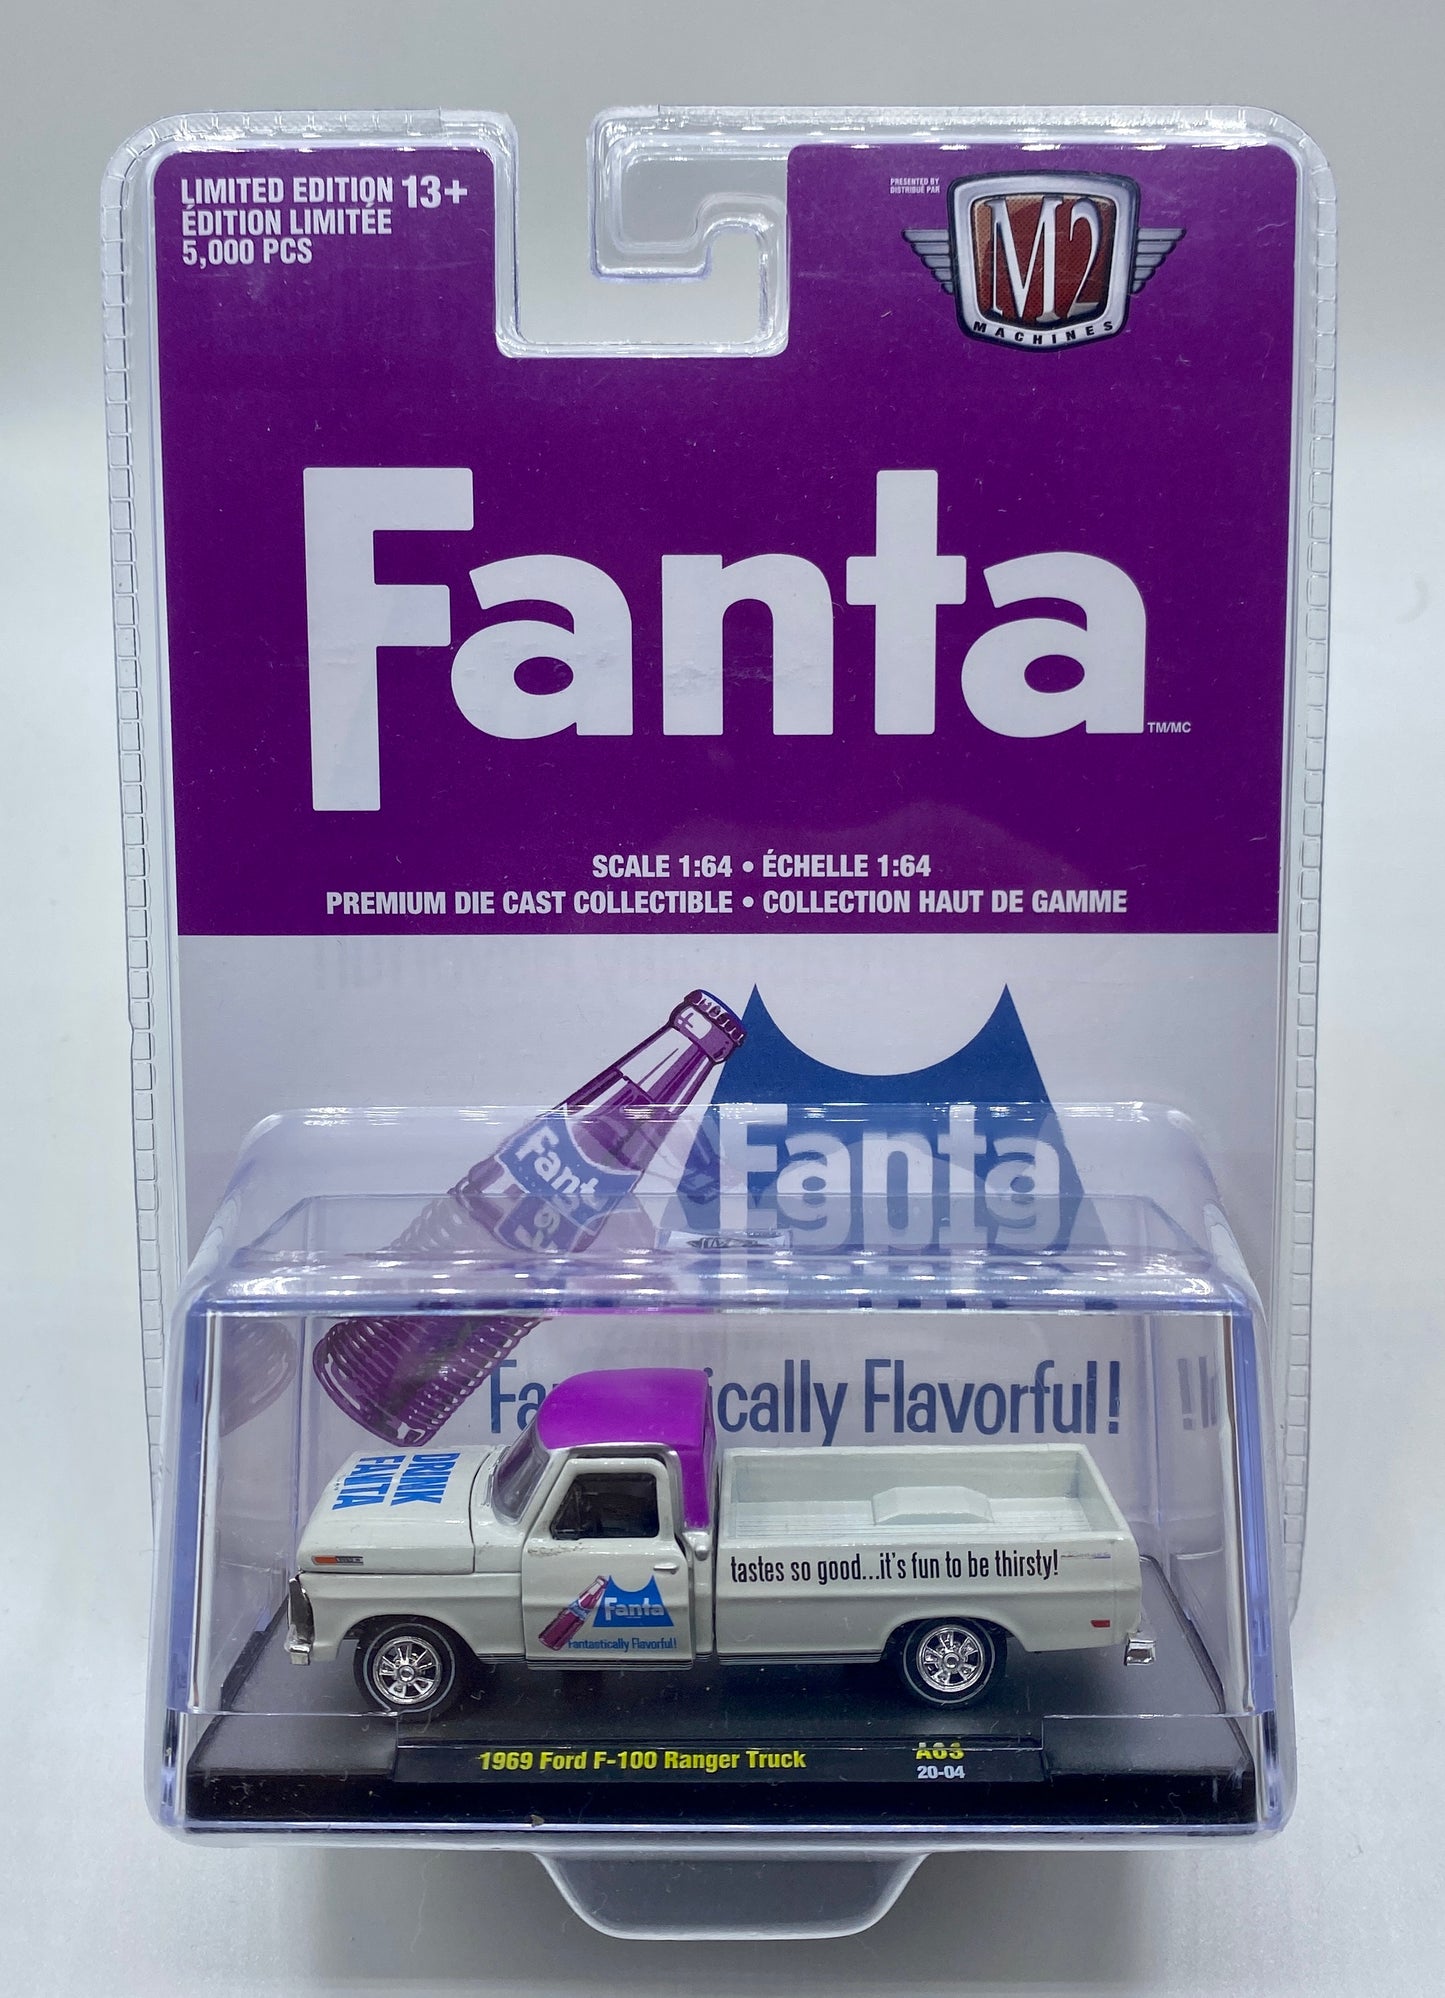 LIMITED EDITION 13+
ÉDITION LIMITÉE
5,000 PCS
PRESENTED BY
DISTRIBUÉ PAR
M2
MACHINES
Fanta
TM/MC
SCALE 1:64 • ÉCHELLE 1:64
PREMIUM DIE CAST COLLECTIBLE • COLLECTION HAUT DE GAMME
Fanta
Fanta
Flavorful!
DRINK
FANTA
tastes so good...it's fun to be thirsty!
Fanta
Fantastically Flavorful!
1969 Ford F-100 Ranger Truck
A03
20-04